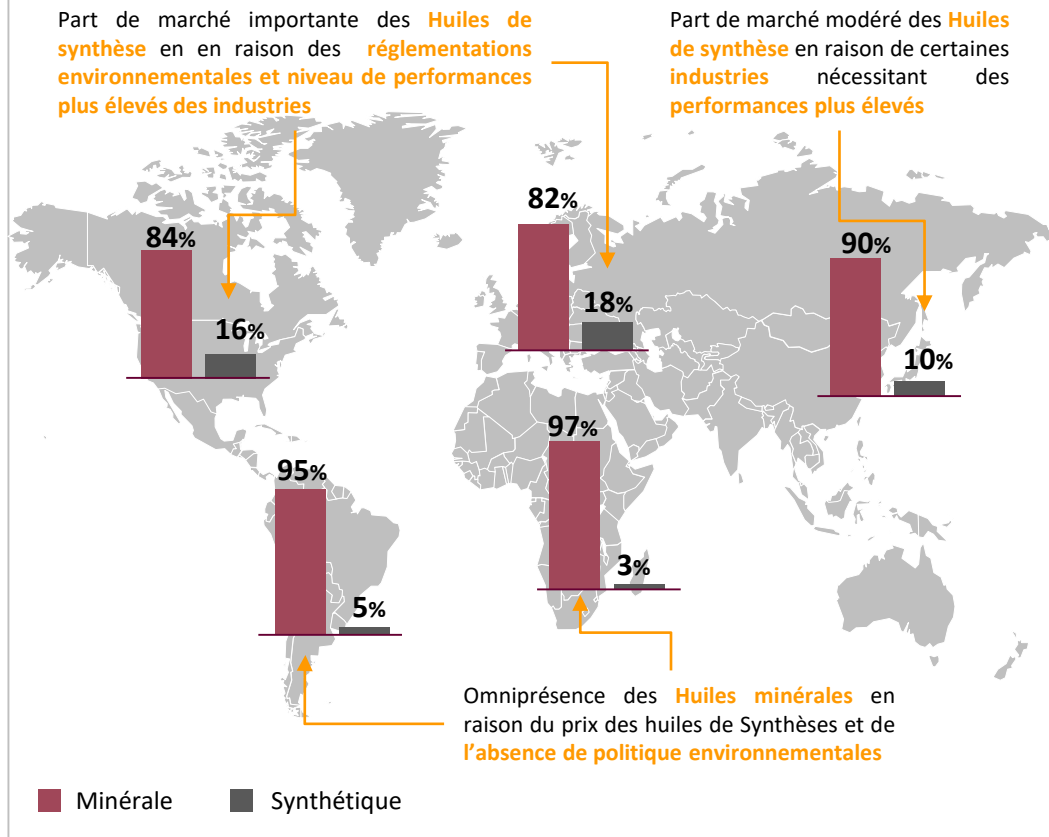 Part de marché importante des Huiles de
synthèse en en raison des réglementations
environnementales et niveau de performances
plus élevés des industries
Part de marché modéré des Huiles
de synthèse en raison de certaines
industries nécessitant des
performances plus élevés
84%
16%
82%
18%
90%
10%
95%
5%
97%
3%
Omniprésence des Huiles minérales en
raison du prix des huiles de Synthèses et de
l'absence de politique environnementales
Minérale
Synthétique